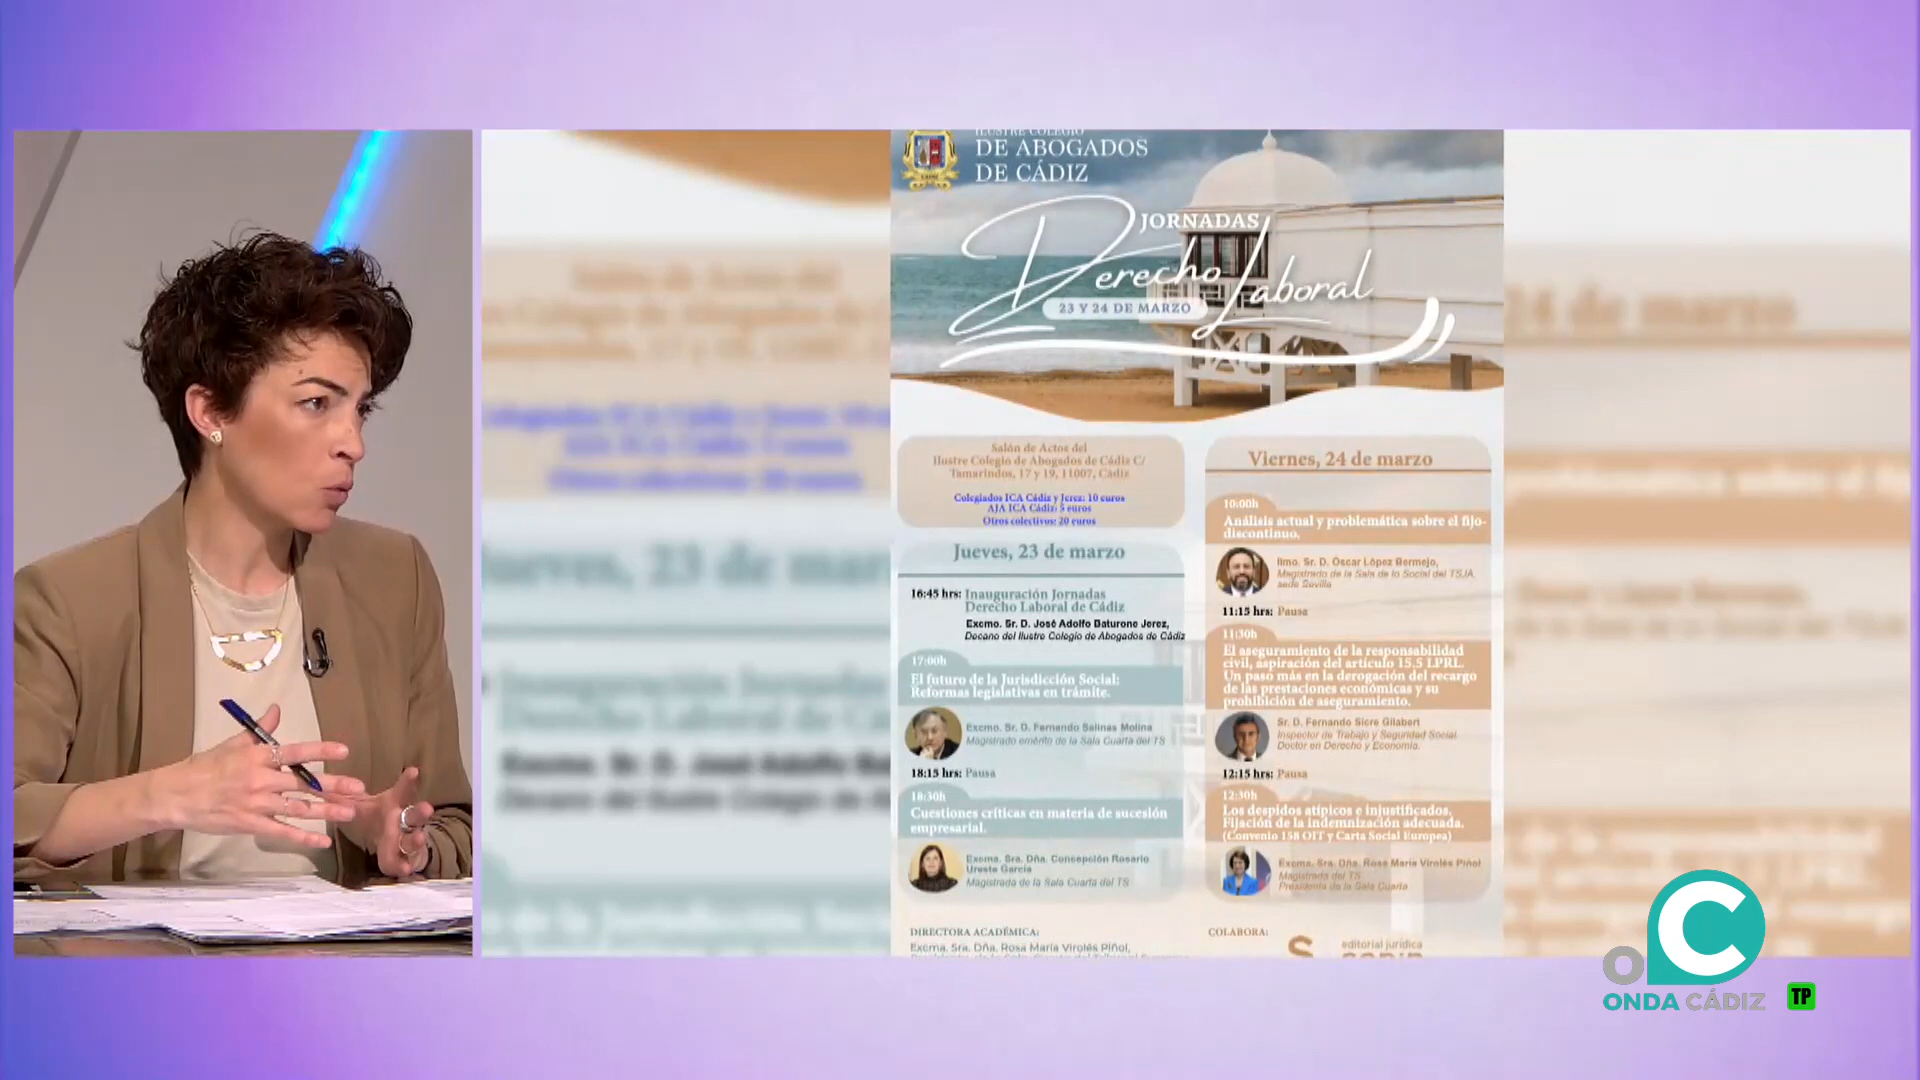 ILUSTRE COLEGIO
DE ABOGADOS
DE CÁDIZ
JORNADAS
Derecho Laboral
23 Y 24 DE MARZO
Salón de Actos del
Ilustre Colegio de Abogados de Cádiz C/
Tamarindos, 17 y 19, 11007, Cádiz
Colegiados ICA Cádiz y Jerez: 10 euros
AJA ICA Cádiz: 5 euros
Otros colectivos: 20 euros
Jueves, 23 de marzo
16:45 hrs: Inauguración Jornadas
Derecho Laboral de Cádiz
Excmo. Sr. D. José Adolfo Baturone Jerez,
Decano del Ilustre Colegio de Abogados de Cádiz
17:00h
El futuro de la Jurisdicción Social:
Reformas legislativas en trámite.
Excmo. Sr. D. Fernando Salinas Molina
Magistrado emérito de la Sala Cuarta del TS
18:15 hrs: Pausa
18:30h
Cuestiones críticas en materia de sucesión
empresarial.
Excma. Sra. Dña. Concepción Rosario
Ureste García
Magistrada de la Sala Cuarta del TS
DIRECTORA ACADÉMICA:
Excma. Sra. Dña. Rosa María Virolés Piñol,
Viernes, 24 de marzo
10:00h
Análisis actual y problemática sobre el fijo-
discontinuo.
Ilmo. Sr. D. Óscar López Bermejo,
Magistrado de la Sala de lo Social del TSJA,
sede Sevilla
11:15 hrs: Pausa
11:30h
El aseguramiento de la responsabilidad
civil, aspiración del artículo 15.5 LPRL.
Un paso más en la derogación del recargo
de las prestaciones económicas y su
prohibición de aseguramiento.
Sr. D. Fernando Sicre Gilabert
Inspector de Trabajo y Seguridad Social
Doctor en Derecho y Economía.
12:15 hrs: Pausa
12:30h
Los despidos atípicos e injustificados.
Fijación de la indemnización adecuada.
(Convenio 158 OIT y Carta Social Europea)
Excma. Sra. Dña. Rosa María Virolés Piñol
Magistrada del TS
Presidenta de la Sala Cuarta
COLABORA:
editorial jurídica
sepin
OC
ONDA CÁDIZ
TP